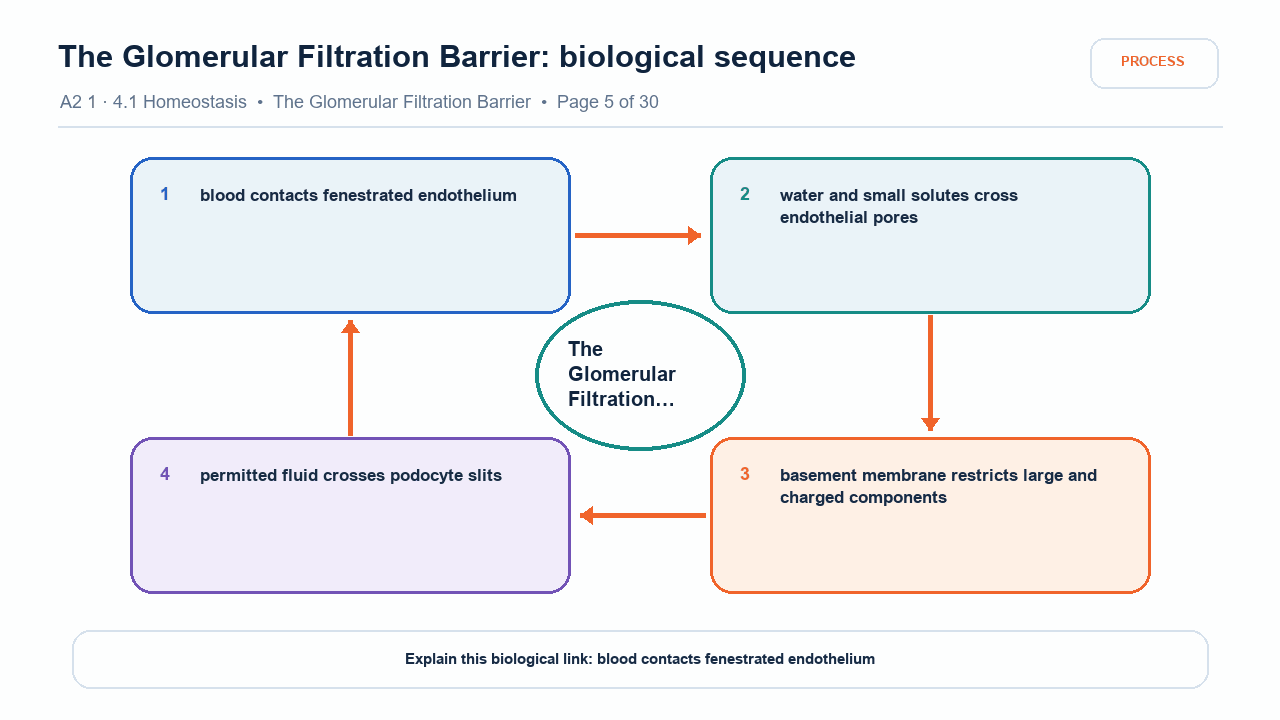 The Glomerular Filtration Barrier: biological sequence
PROCESS
A2 1 · 4.1 Homeostasis • The Glomerular Filtration Barrier • Page 5 of 30
1 blood contacts fenestrated endothelium
2 water and small solutes cross
endothelial pores
The
Glomerular
Filtration…
4 permitted fluid crosses podocyte slits
3 basement membrane restricts large and
charged components
Explain this biological link: blood contacts fenestrated endothelium